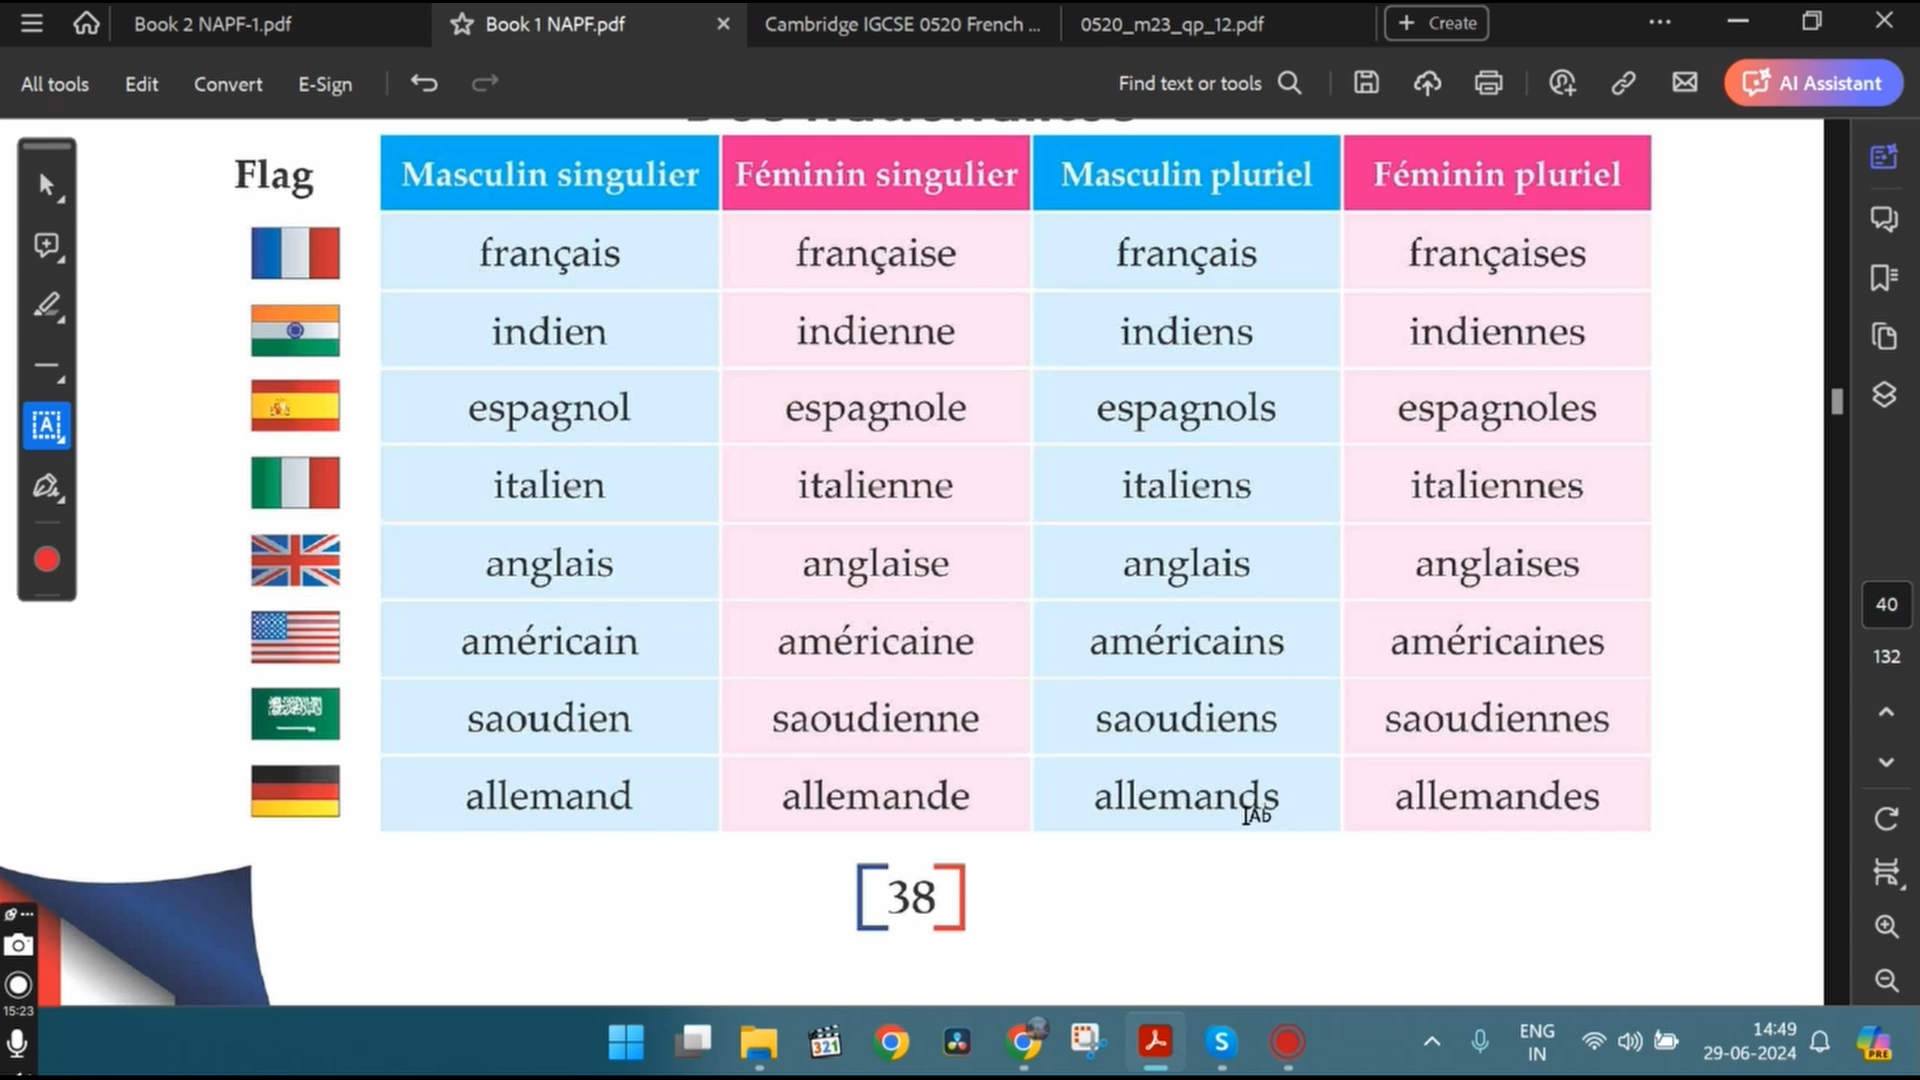 Book 2 NAPF-1.pdf
Book 1 NAPF.pdf
Cambridge IGCSE 0520 French ...
0520_m23_qp_12.pdf
+ Create
All tools
Edit
Convert
E-Sign
Find text or tools
AI Assistant
Flag
Masculin singulier
Féminin singulier
Masculin pluriel
Féminin pluriel
français
française
français
françaises
indien
indienne
indiens
indiennes
espagnol
espagnole
espagnols
espagnoles
italien
italienne
italiens
italiennes
anglais
anglaise
anglais
anglaises
américain
américaine
américains
américaines
saoudien
saoudienne
saoudiens
saoudiennes
allemand
allemande
allemands
allemandes
Ab
38
40
132
15:23
321
ENG
IN
14:49
29-06-2024
PRE